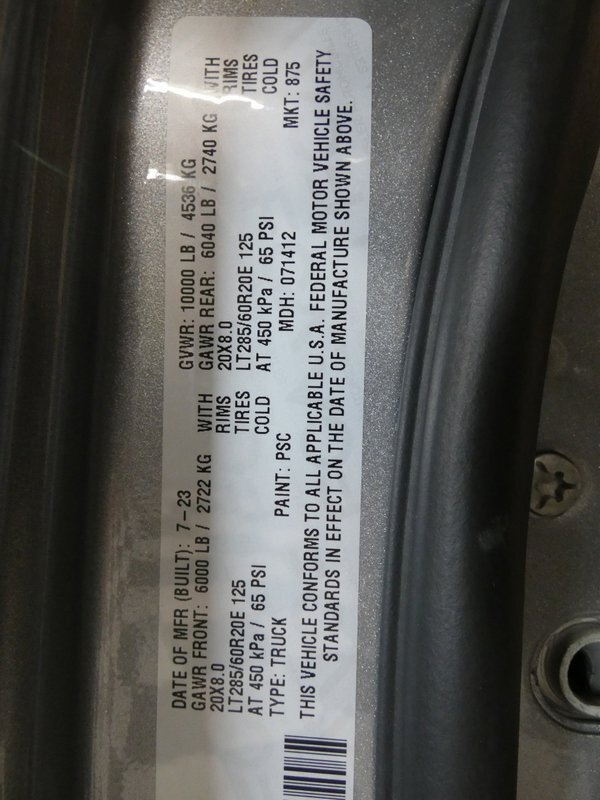 DATE OF MFR (BUILT): 7-23 GVWR: 10000 LB / 4536 KG
GAWR FRONT: 6000 LB / 2722 KG WITH GAWR REAR: 6040 LB / 2740 KG WITH
20X8.0 RIMS 20X8.0 RIMS
LT285/60R20E 125 TIRES LT285/60R20E 125 TIRES
AT 450 kPa / 65 PSI COLD AT 450 kPa / 65 PSI COLD
TYPE: TRUCK PAINT: PSC MDH: 071412 MKT: 875
THIS VEHICLE CONFORMS TO ALL APPLICABLE U.S.A. FEDERAL MOTOR VEHICLE SAFETY
STANDARDS IN EFFECT ON THE DATE OF MANUFACTURE SHOWN ABOVE.